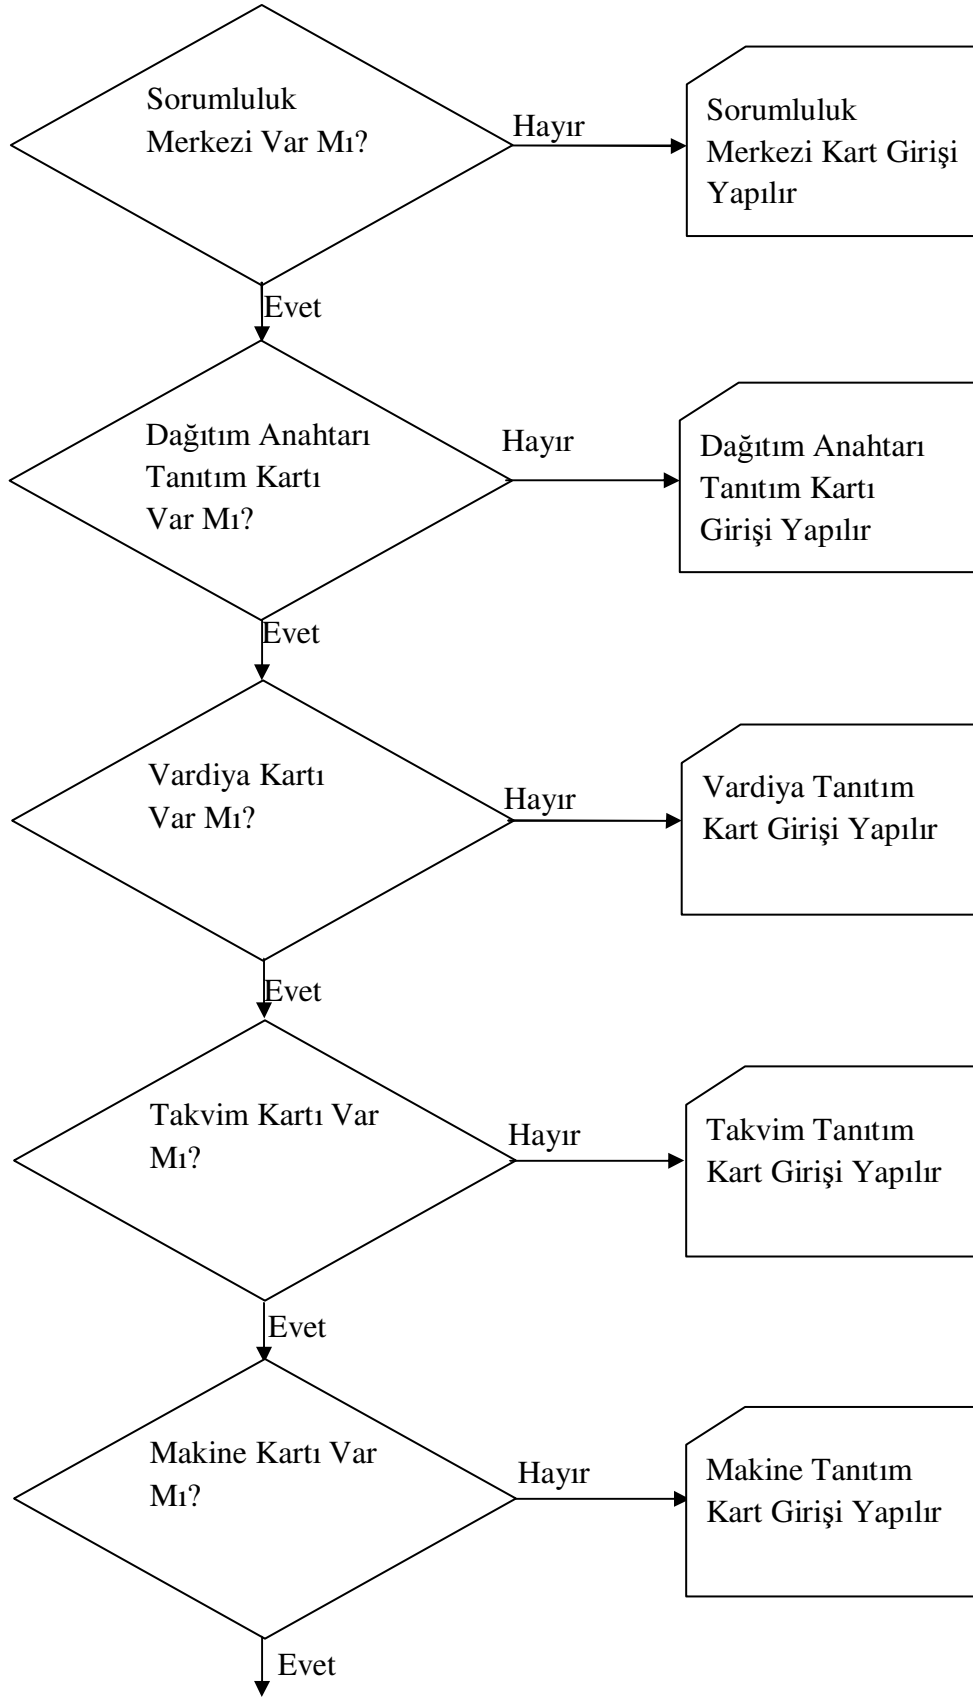 Sorumluluk
Merkezi Var Mı?
Hayır
Sorumluluk
Merkezi Kart Girişi
Yapılır
Evet
Dağıtım Anahtarı
Tanıtım Kartı
Var Mı?
Hayır
Dağıtım Anahtarı
Tanıtım Kartı
Girişi Yapılır
Evet
Vardiya Kartı
Var Mı?
Hayır
Vardiya Tanıtım
Kart Girişi Yapılır
Evet
Takvim Kartı Var
Mı?
Hayır
Takvim Tanıtım
Kart Girişi Yapılır
Evet
Makine Kartı Var
Mı?
Hayır
Makine Tanıtım
Kart Girişi Yapılır
Evet